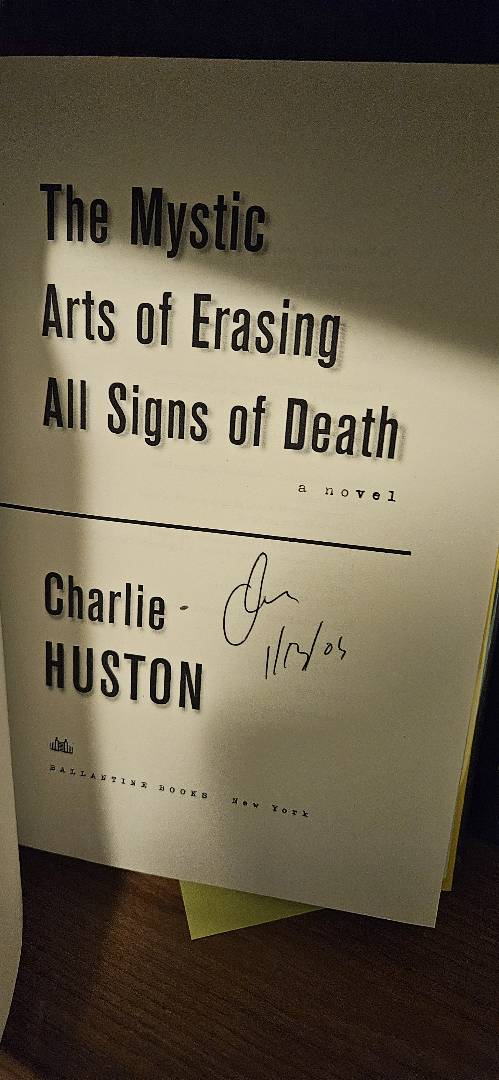 The Mystic
Arts of Erasing
All Signs of Death
a novel
Charlie
HUSTON
BALLANTINE BOOKS New York